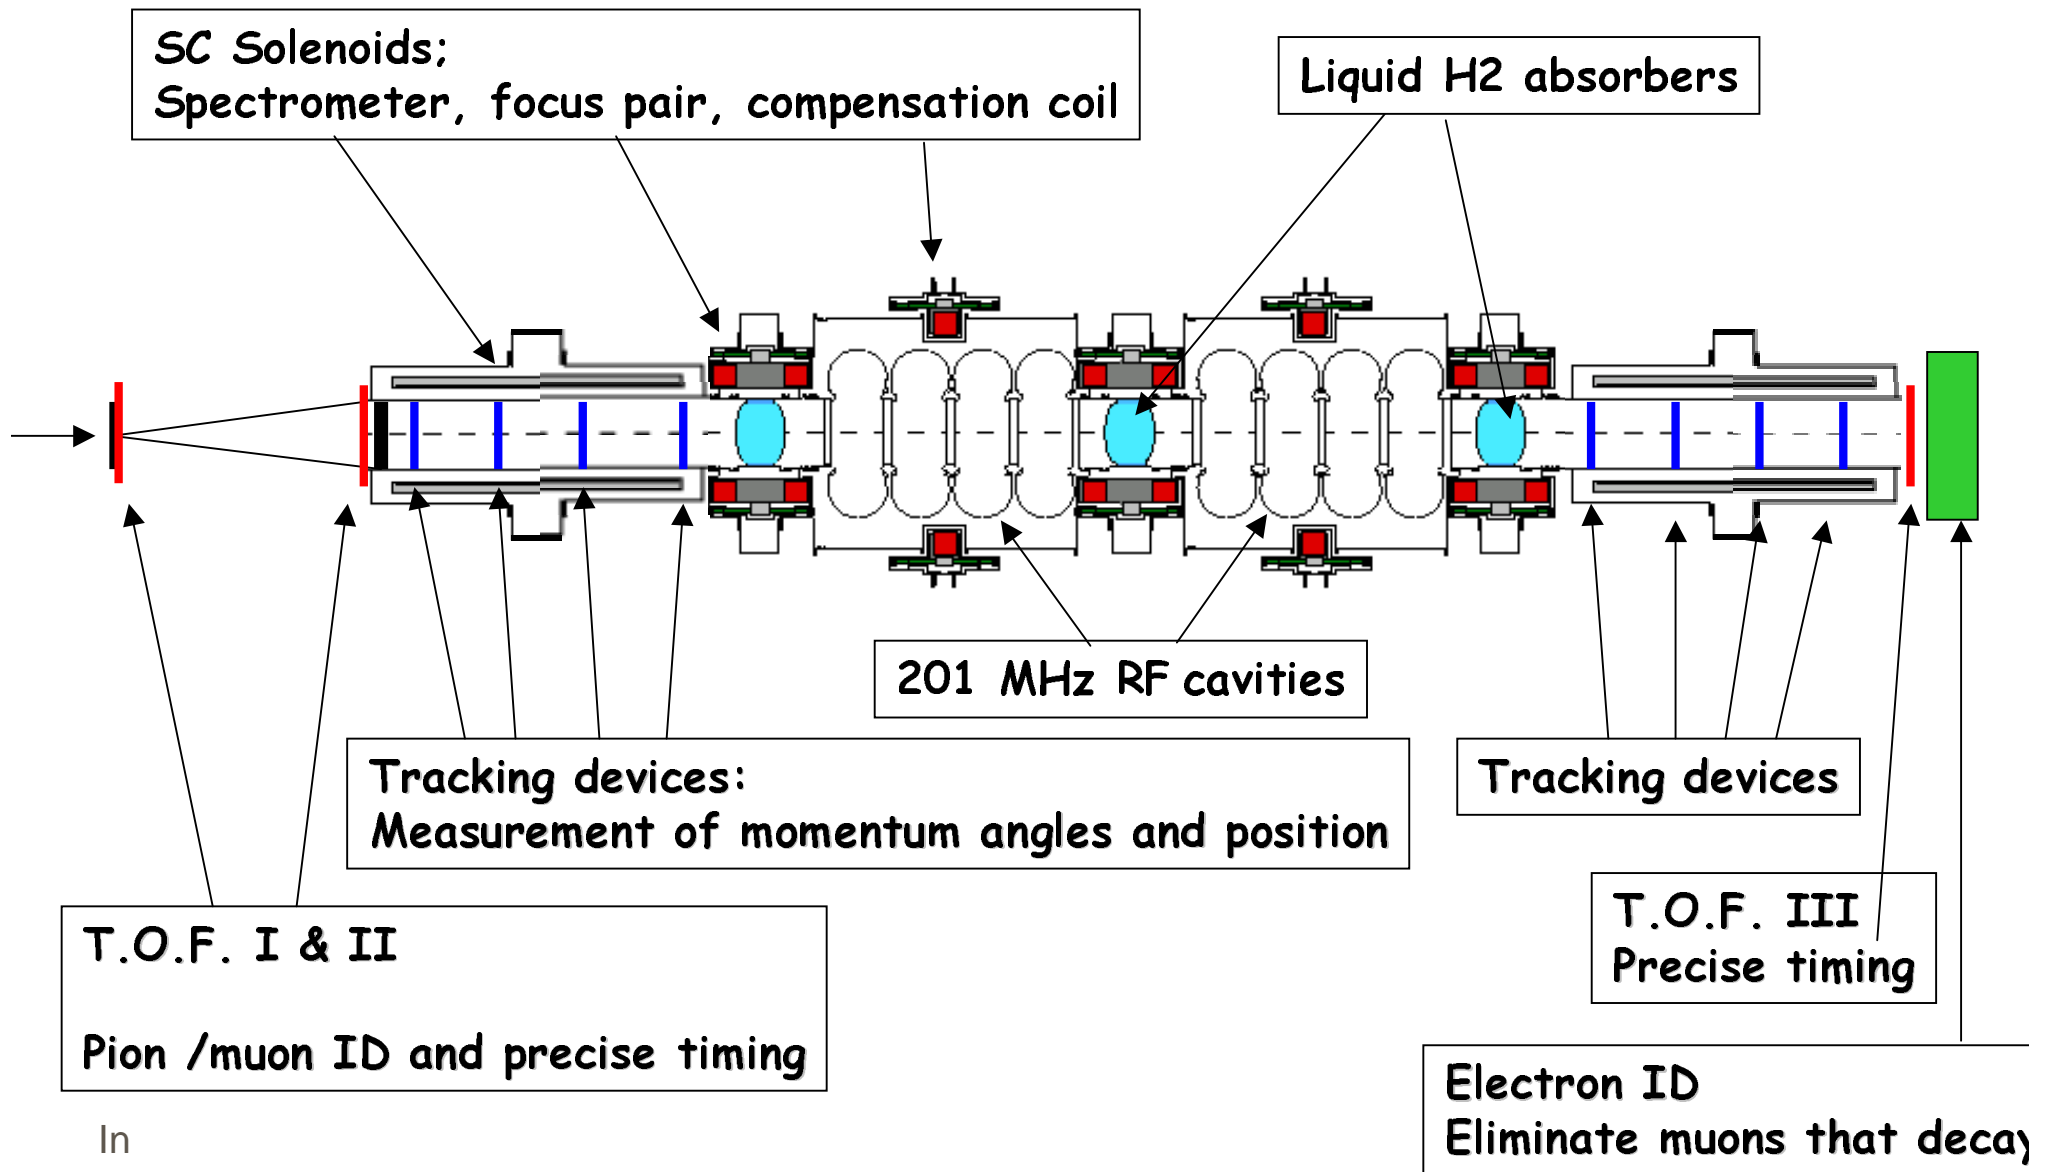 SC Solenoids;
Spectrometer, focus pair, compensation coil
Liquid H2 absorbers
201 MHz RF cavities
Tracking devices:
Measurement of momentum angles and position
Tracking devices
T.O.F. I & II
Pion /muon ID and precise timing
T.O.F. III
Precise timing
Electron ID
Eliminate muons that decay
In